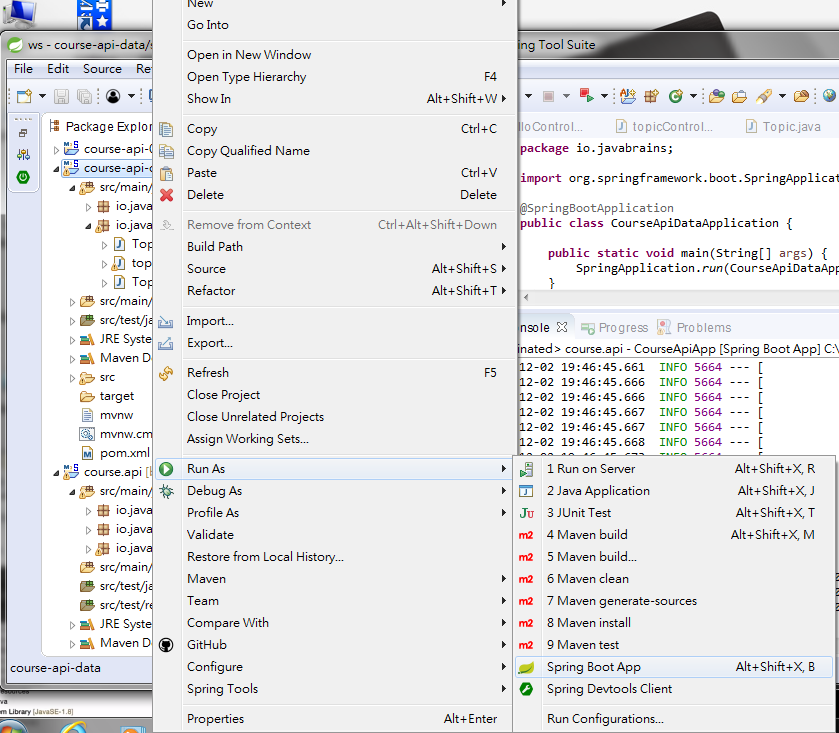 New
Go Into
ws - course-api-data/s
ing Tool Suite
File Edit Source Re
Open in New Window
Open Type Hierarchy F4
Show In Alt+Shift+W
Copy Ctrl+C
Copy Qualified Name
Paste Ctrl+V
Delete Delete
Remove from Context Ctrl+Alt+Shift+Down
Build Path
Source Alt+Shift+S
Refactor Alt+Shift+T
Import...
Export...
Refresh F5
Close Project
Close Unrelated Projects
Assign Working Sets...
Run As
Debug As
Profile As
Validate
Restore from Local History...
Maven
Team
Compare With
GitHub
Configure
Spring Tools
Properties Alt+Enter
Package Explor
course-api-
course-api-
src/main/
io.java
io.java
Top
top
Top
src/main/
src/test/ja
JRE Syste
Maven D
src
target
mvnw
mvnw.cm
pom.xml
course.api [
src/main/
io.java
io.java
io.java
src/main/
src/test/ja
src/test/re
JRE Syste
Maven D
course-api-data
lloControl... topicControl... Topic.java
package io.javabrains;
import org.springframework.boot.SpringApplicat
@SpringBootApplication
public class CourseApiDataApplication {
public static void main(String[] args) {
SpringApplication.run(CourseApiDataApp
}
nsole Progress Problems
inated> course.api - CourseApiApp [Spring Boot App] C:\
12-02 19:46:45.661 INFO 5664 --- [
12-02 19:46:45.666 INFO 5664 --- [
12-02 19:46:45.666 INFO 5664 --- [
12-02 19:46:45.667 INFO 5664 --- [
12-02 19:46:45.667 INFO 5664 --- [
12-02 19:46:45.668 INFO 5664 --- [
1 Run on Server Alt+Shift+X, R
2 Java Application Alt+Shift+X, J
3 JUnit Test Alt+Shift+X, T
4 Maven build Alt+Shift+X, M
5 Maven build...
6 Maven clean
7 Maven generate-sources
8 Maven install
9 Maven test
Spring Boot App Alt+Shift+X, B
Spring Devtools Client
Run Configurations...
va
m Library [JavaSE-1.8]